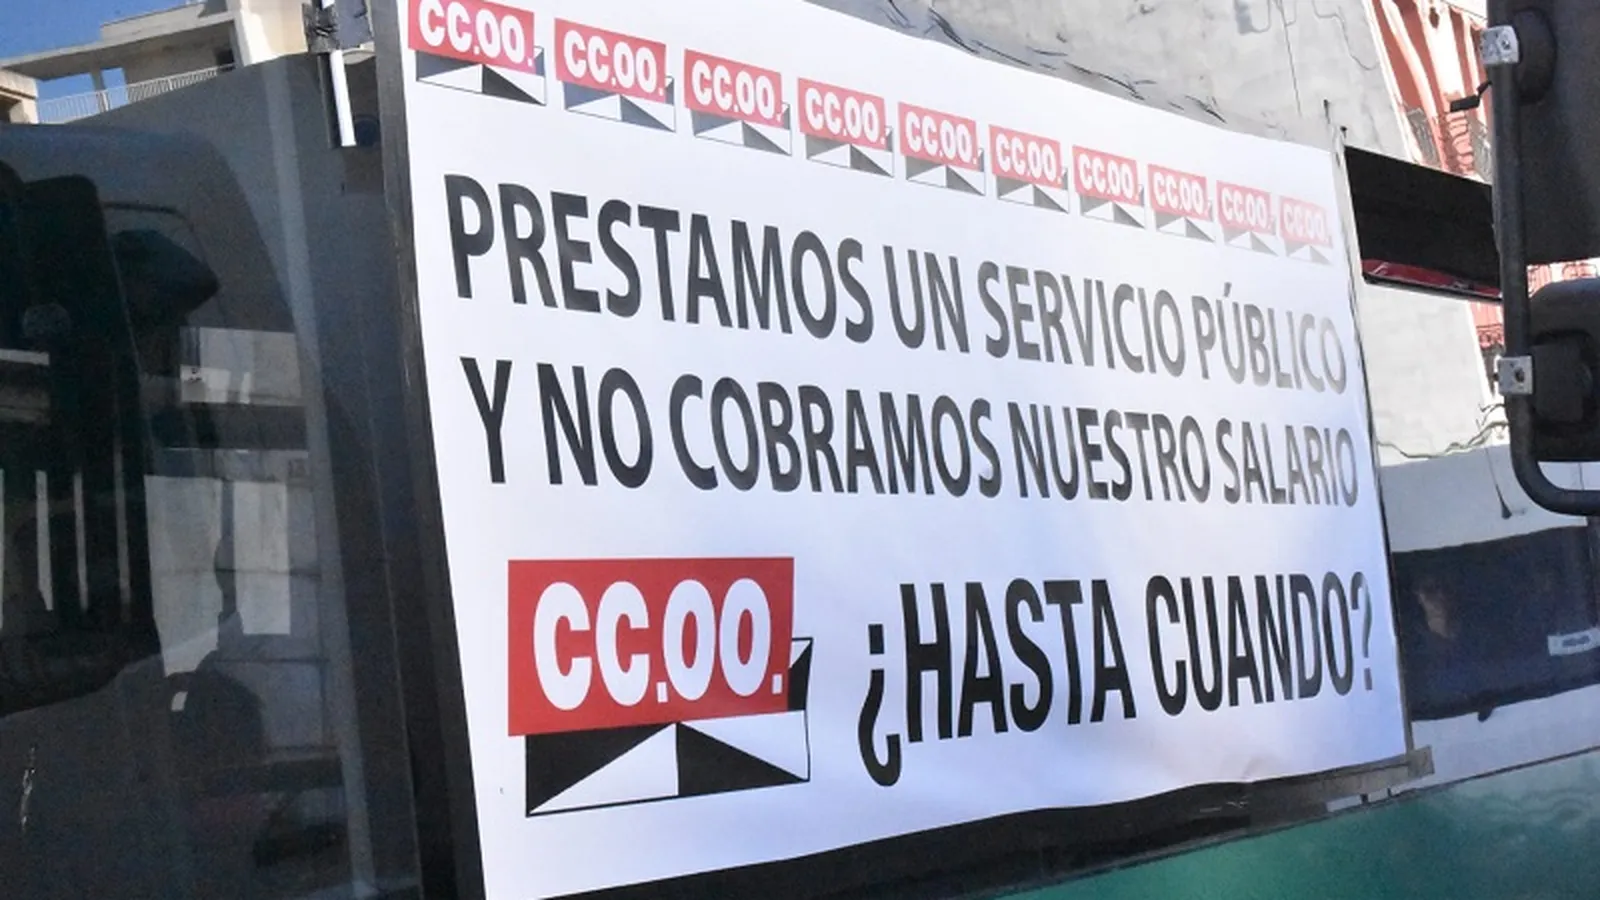 CC.OO. CC.OO. CC.OO. CC.OO. CC.OO. CC.OO. CC.OO. CC.OO. CC.OO. CC.OO.
PRESTAMOS UN SERVICIO PÚBLICO
Y NO COBRAMOS NUESTRO SALARIO
CC.OO. ¿HASTA CUANDO?